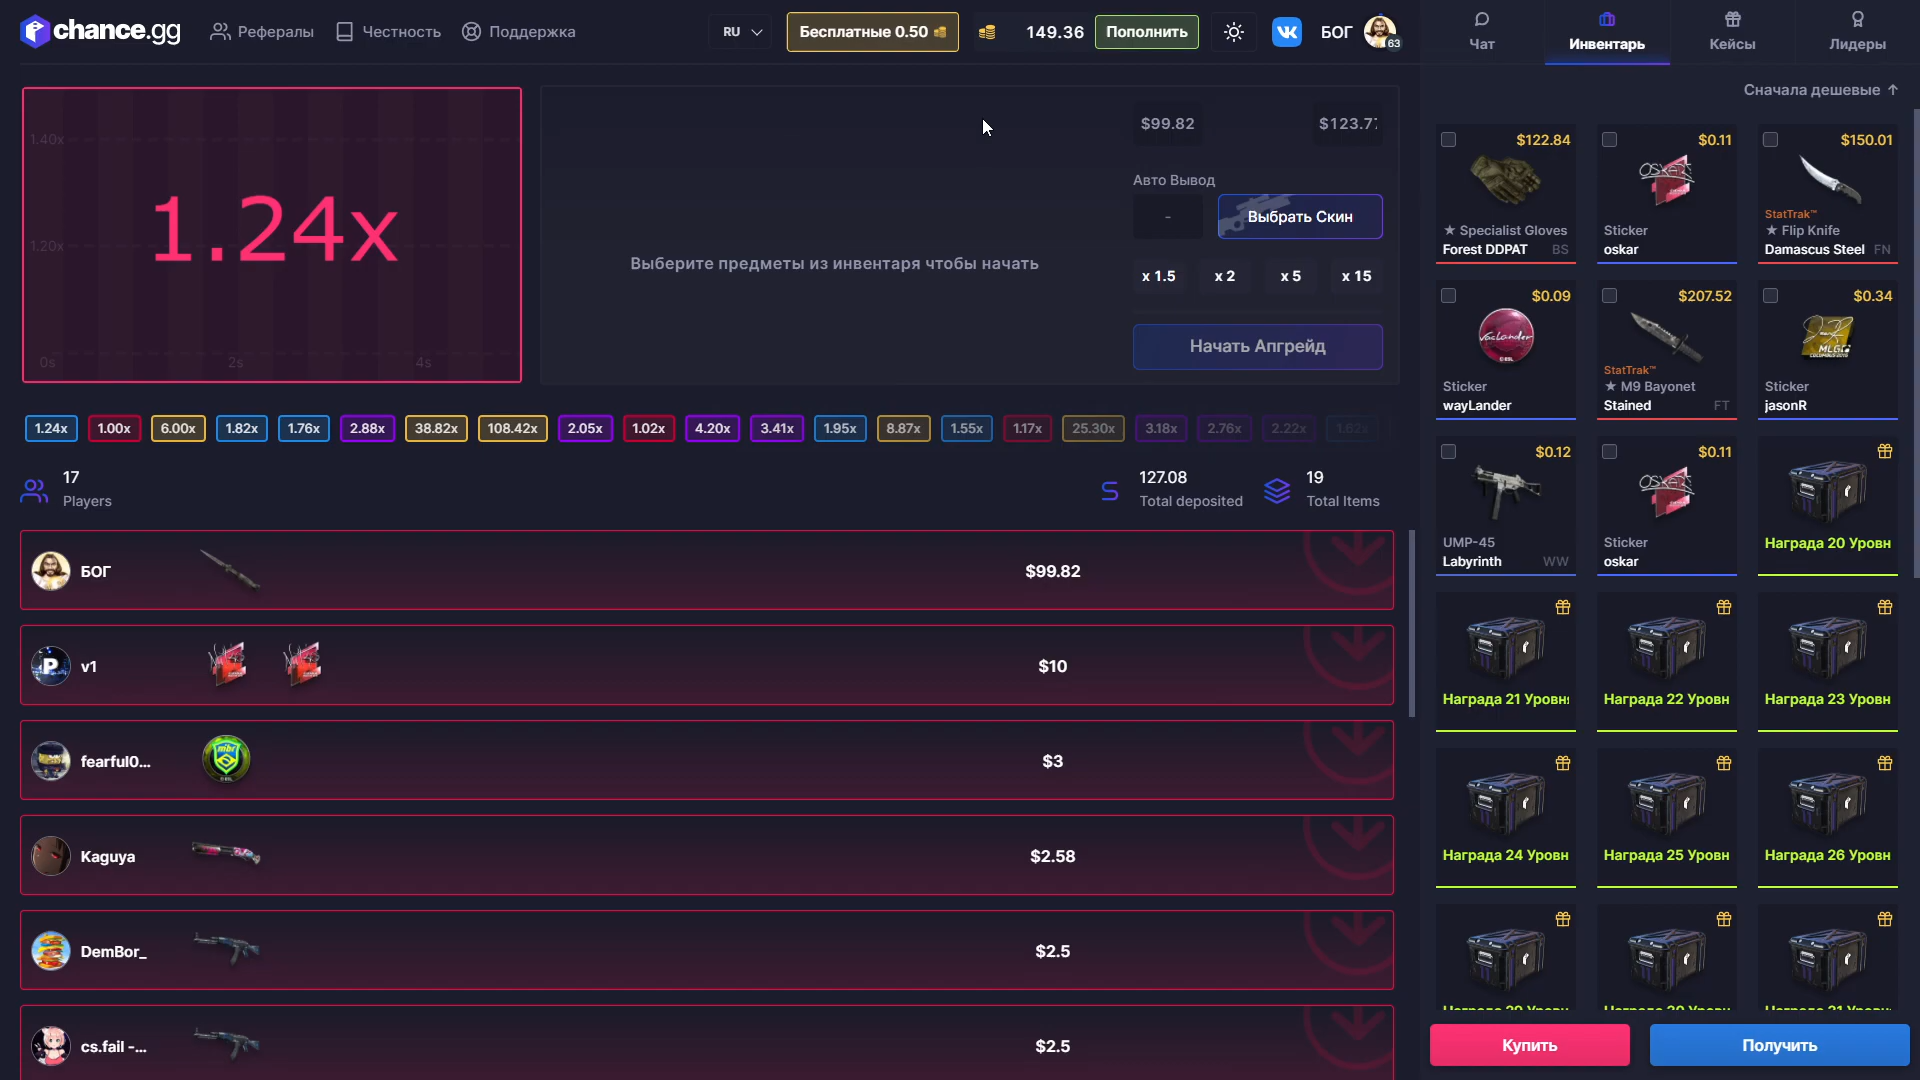 chance.gg
Рефералы
Честность
Поддержка
RU
Бесплатные 0.50
149.36
Пополнить
БОГ
63
Чат
Инвентарь
Кейсы
Лидеры
1.40x
1.20x
1.24x
0s
2s
4s
Выберите предметы из инвентаря чтобы начать
$99.82
$123.77
Авто Вывод
-
Выбрать Скин
x 1.5
x 2
x 5
x 15
Начать Апгрейд
1.24x
1.00x
6.00x
1.82x
1.76x
2.88x
38.82x
108.42x
2.05x
1.02x
4.20x
3.41x
1.95x
8.87x
1.55x
1.17x
25.30x
3.18x
2.76x
2.22x
17
Players
127.08
Total deposited
19
Total Items
БОГ
$99.82
v1
$10
fearful0...
$3
Kaguya
$2.58
DemBor_
$2.5
cs.fail -...
$2.5
Сначала дешевые
$122.84
★ Specialist Gloves
Forest DDPAT BS
$0.11
Sticker
oskar
$150.01
StatTrak™
★ Flip Knife
Damascus Steel FN
$0.09
Sticker
wayLander
$207.52
StatTrak™
★ M9 Bayonet
Stained FT
$0.34
Sticker
jasonR
$0.12
UMP-45
Labyrinth WW
$0.11
Sticker
oskar
Награда 20 Уровн
Награда 21 Уровн
Награда 22 Уровн
Награда 23 Уровн
Награда 24 Уровн
Награда 25 Уровн
Награда 26 Уровн
Купить
Получить